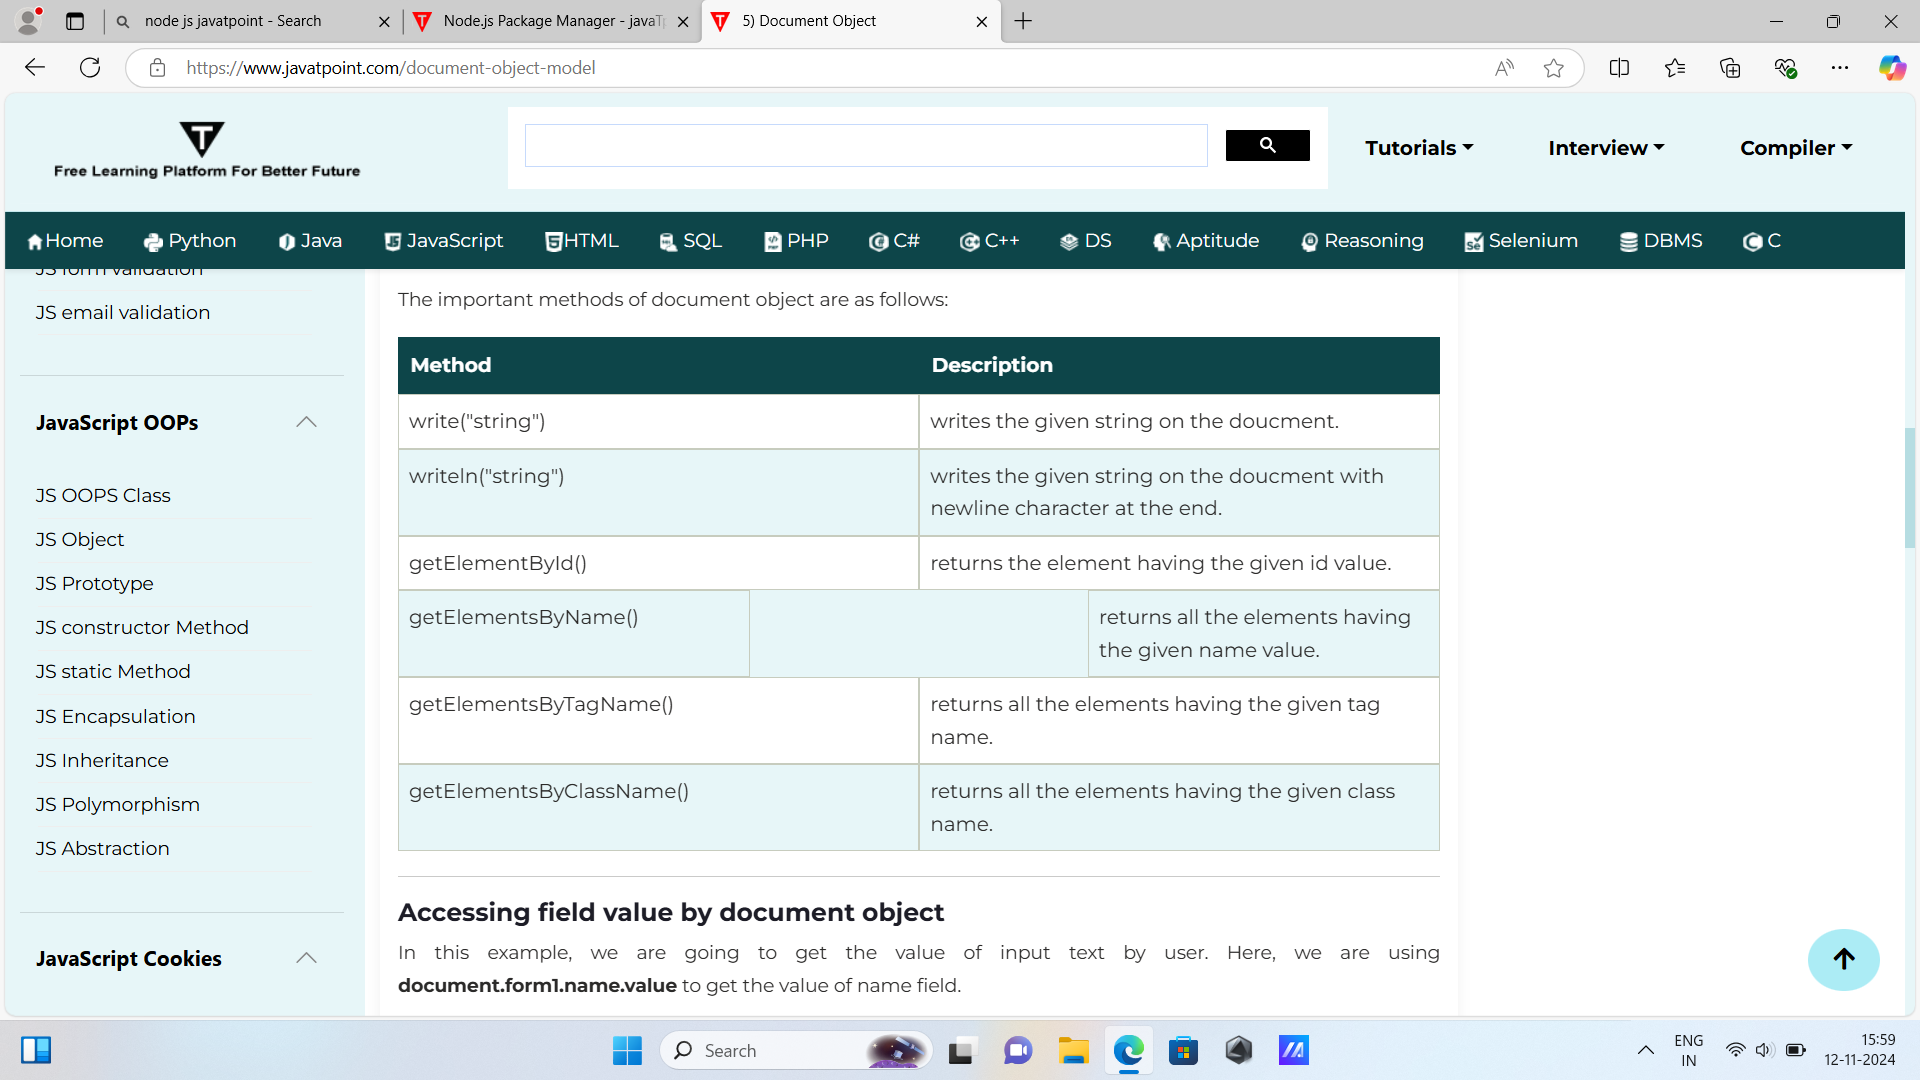 node js javatpoint - Search
Node.js Package Manager - javaT
5) Document Object
https://www.javatpoint.com/document-object-model
T
Free Learning Platform For Better Future
Tutorials
Interview
Compiler
Home Python Java JavaScript HTML SQL PHP C# C++ DS Aptitude Reasoning Selenium DBMS C
JS form validation
JS email validation
JavaScript OOPs
JS OOPS Class
JS Object
JS Prototype
JS constructor Method
JS static Method
JS Encapsulation
JS Inheritance
JS Polymorphism
JS Abstraction
JavaScript Cookies
The important methods of document object are as follows:
Method Description
write("string") writes the given string on the doucment.
writeln("string") writes the given string on the doucment with
newline character at the end.
getElementById() returns the element having the given id value.
getElementsByName() returns all the elements having
the given name value.
getElementsByTagName() returns all the elements having the given tag
name.
getElementsByClassName() returns all the elements having the given class
name.
Accessing field value by document object
In this example, we are going to get the value of input text by user. Here, we are using
document.form1.name.value to get the value of name field.
Search
ENG
IN
15:59
12-11-2024